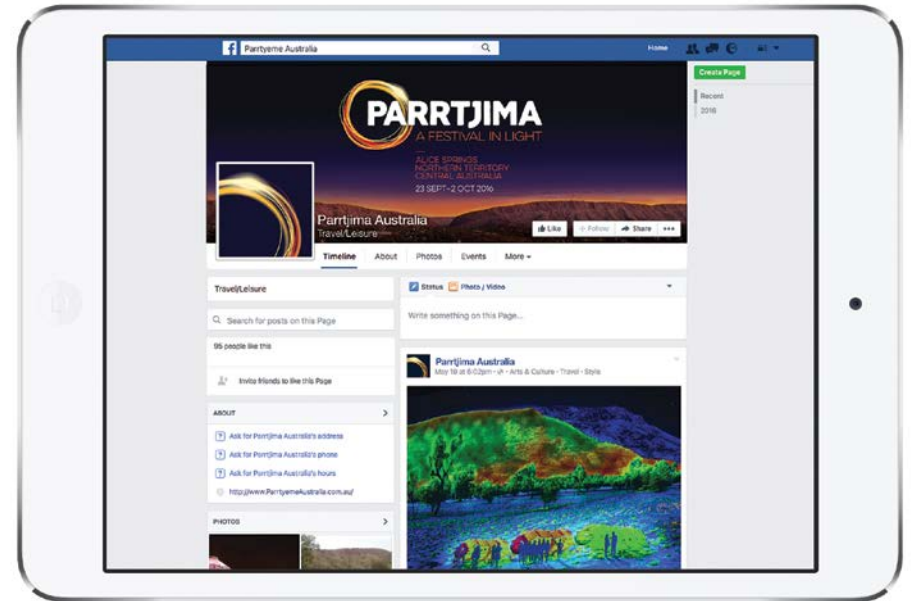 Parrtyeme Australia
Home
Create Page
Recent
2016
PARRTJIMA
A FESTIVAL IN LIGHT
ALICE SPRINGS
NORTHERN TERRITORY
CENTRAL AUSTRALIA
23 SEPT–2 OCT 2016
Parrtjima Australia
Travel/Leisure
Like
Follow
Share
Timeline About Photos Events More
Travel/Leisure
Search for posts on this Page
95 people like this
Invite friends to like this Page
ABOUT
Ask for Parrtjima Australia's address
Ask for Parrtjima Australia's phone
Ask for Parrtjima Australia's hours
http://www.ParrtyemeAustralia.com.au/
PHOTOS
Status Photo / Video
Write something on this Page...
Parrtjima Australia
May 19 at 6:02pm · Arts & Culture · Travel · Style